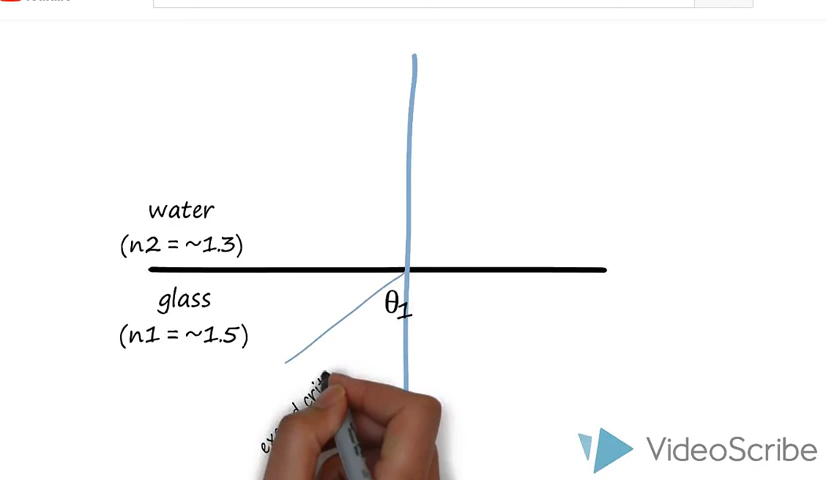 water
(n2 = ~1.3)
glass
(n1 = ~1.5)
θ1
VideoScribe